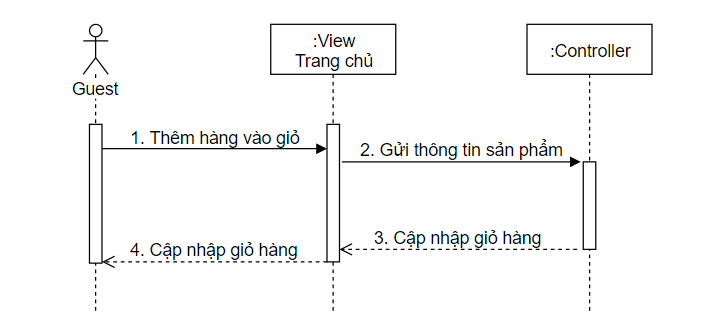 :View
Trang chủ
:Controller
Guest
1. Thêm hàng vào giỏ
2. Gửi thông tin sản phẩm
3. Cập nhập giỏ hàng
4. Cập nhập giỏ hàng